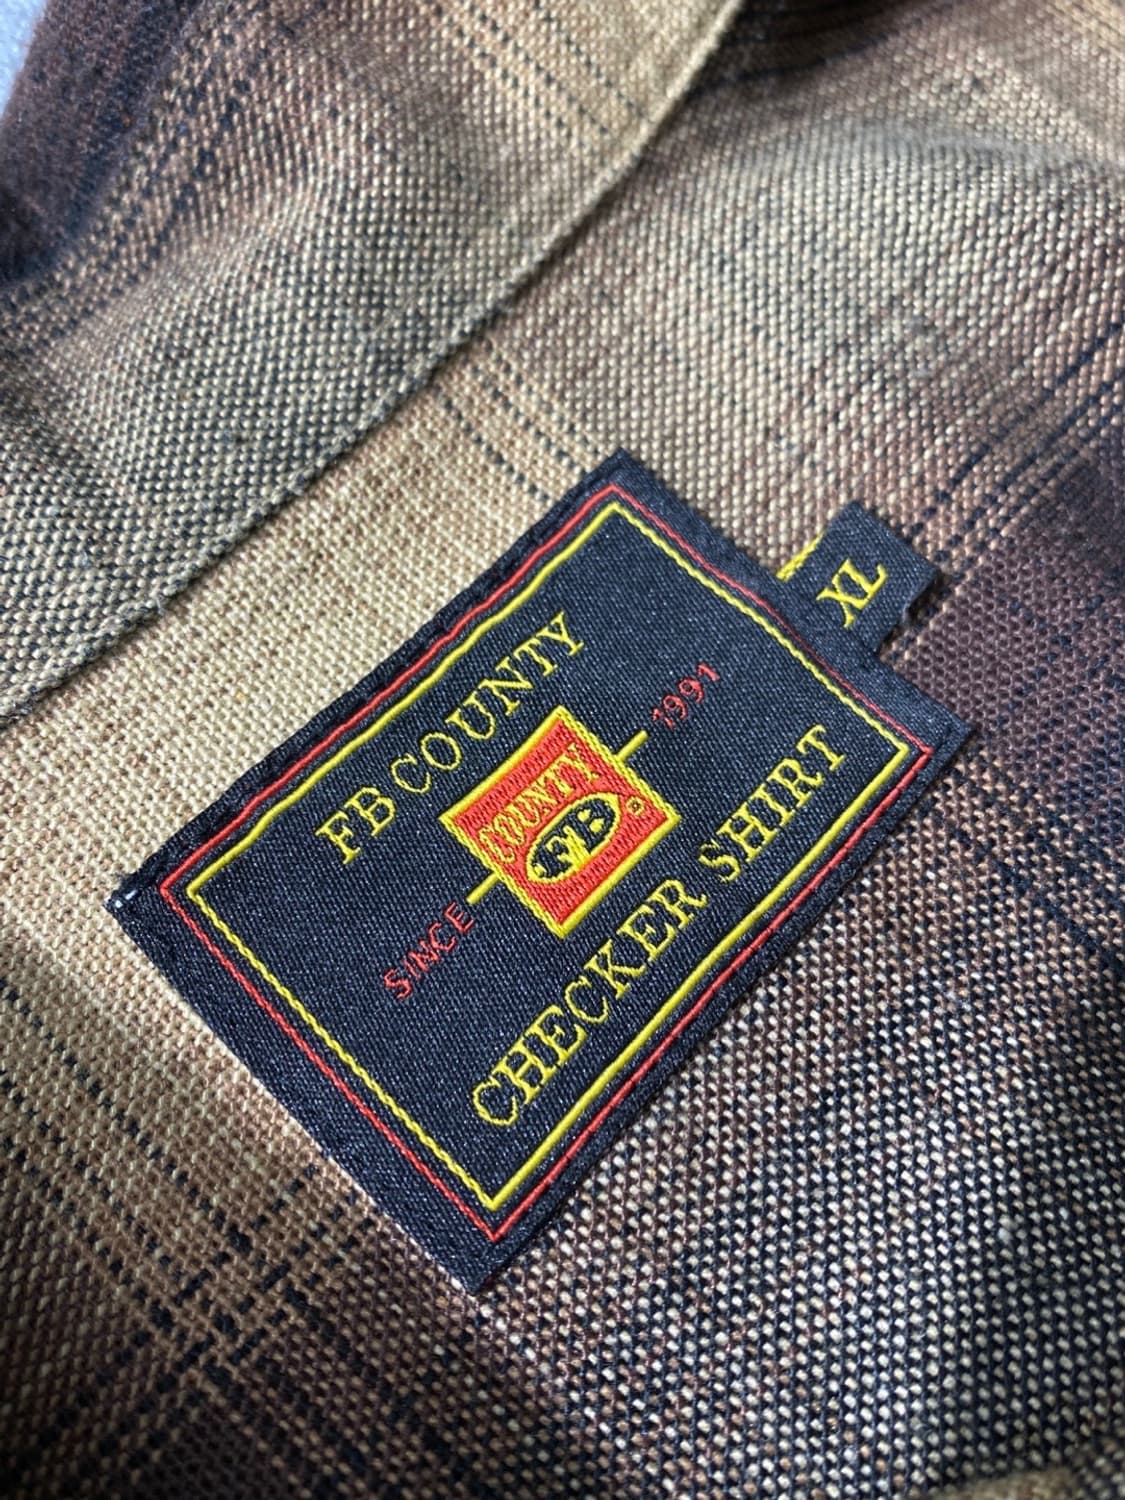 FB COUNTY
SINCE
COUNTY
FB
®
1991
CHECKER SHIRT
XL